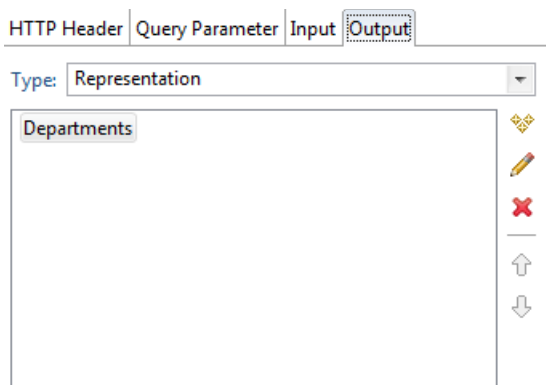 HTTP Header Query Parameter Input Output
Type: Representation
Departments